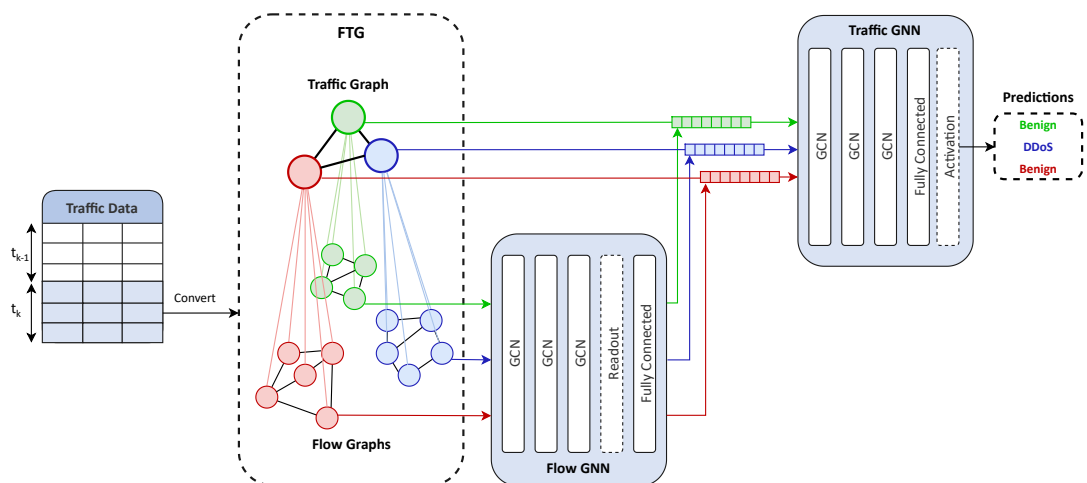 FTG
Traffic Graph
Traffic Data
t k-1
t k
Convert
Flow Graphs
GCN
GCN
GCN
Readout
Fully Connected
Flow GNN
Traffic GNN
GCN
GCN
GCN
Fully Connected
Activation
Predictions
Benign
DDoS
Benign